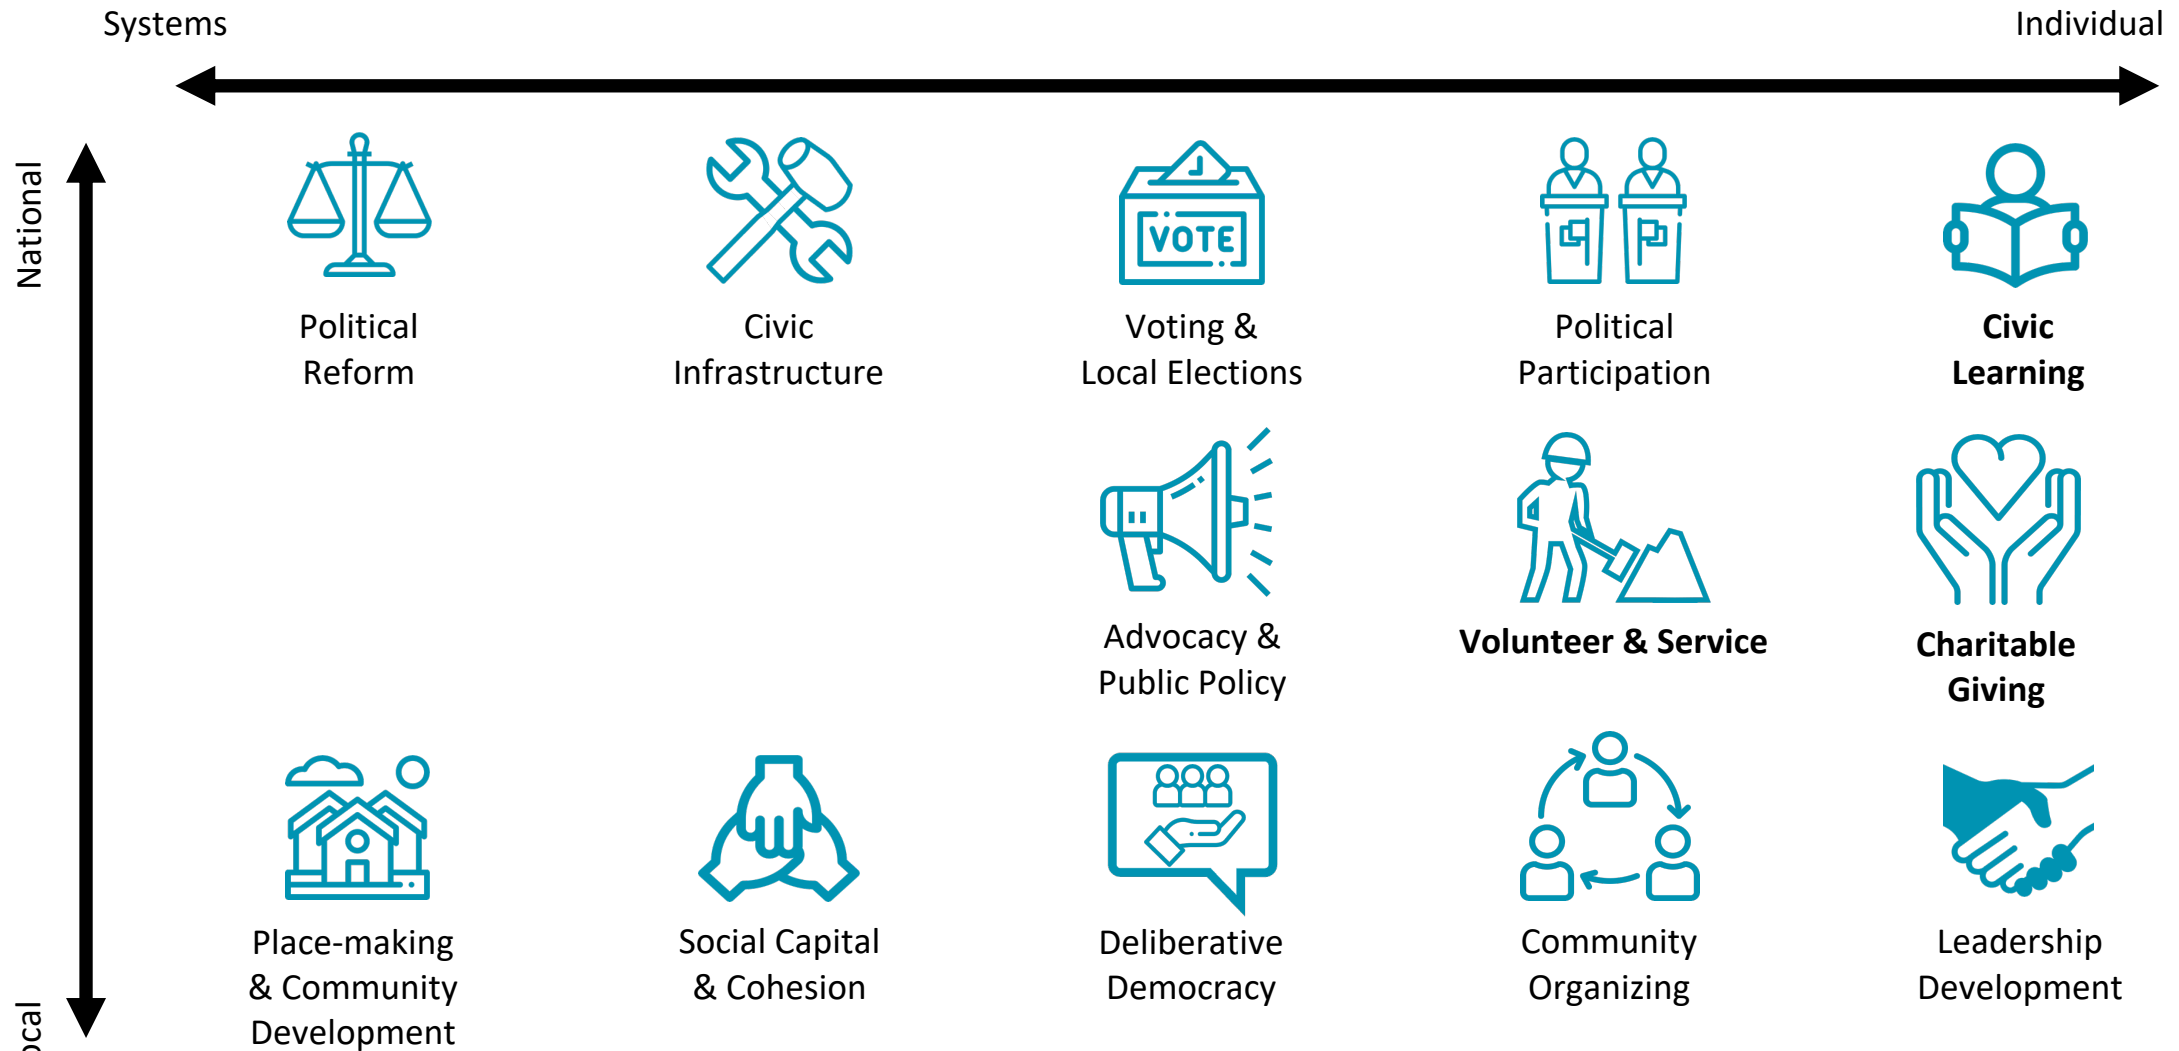 Systems
Individual
National
VOTE
Political
Reform
Civic
Infrastructure
Voting &
Local Elections
Political
Participation
Civic
Learning
Advocacy &
Public Policy
Volunteer & Service
Charitable
Giving
Place-making
& Community
Development
Social Capital
& Cohesion
Deliberative
Democracy
Community
Organizing
Leadership
Development